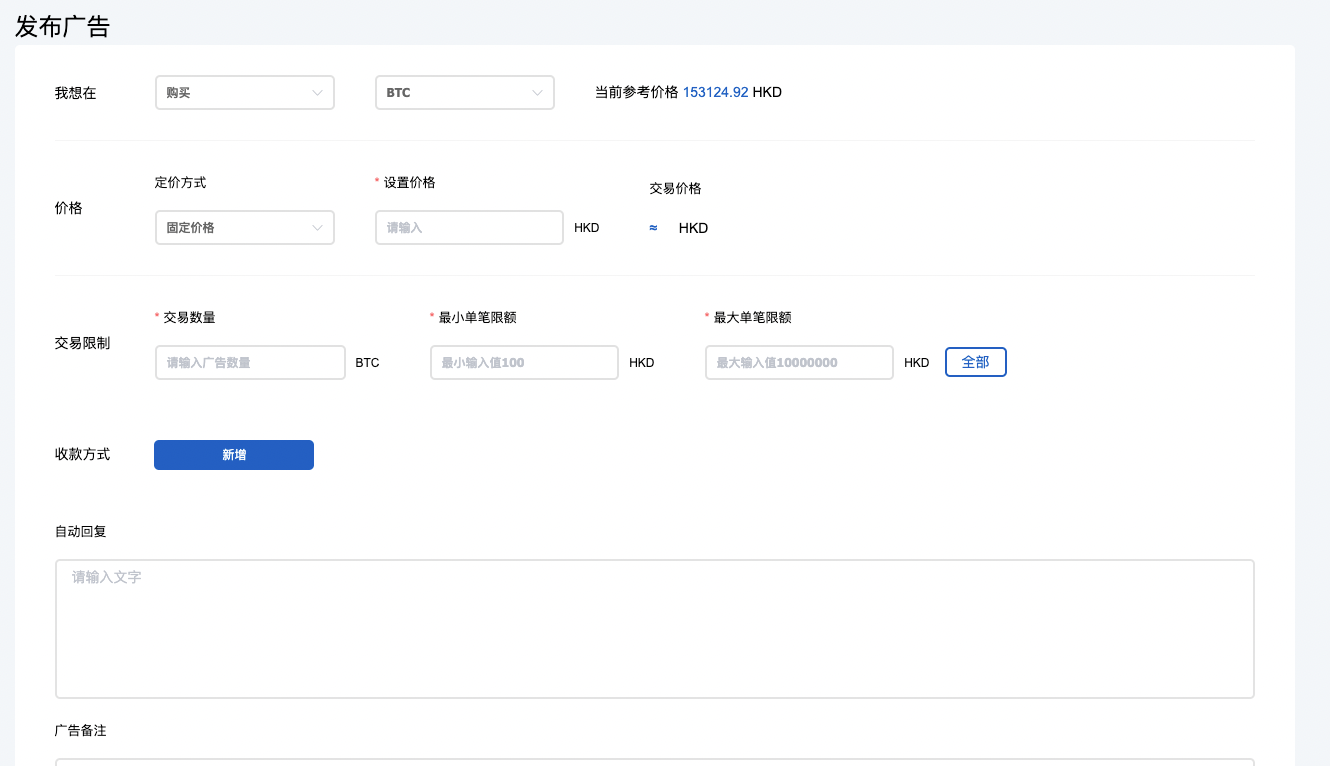 发布广告
我想在 购买 BTC 当前参考价格 153124.92 HKD
定价方式 * 设置价格 交易价格
价格 固定价格 请输入 HKD ≈ HKD
* 交易数量 * 最小单笔限额 * 最大单笔限额
交易限制 请输入广告数量 BTC 最小输入值100 HKD 最大输入值10000000 HKD 全部
收款方式 新增
自动回复
请输入文字
广告备注